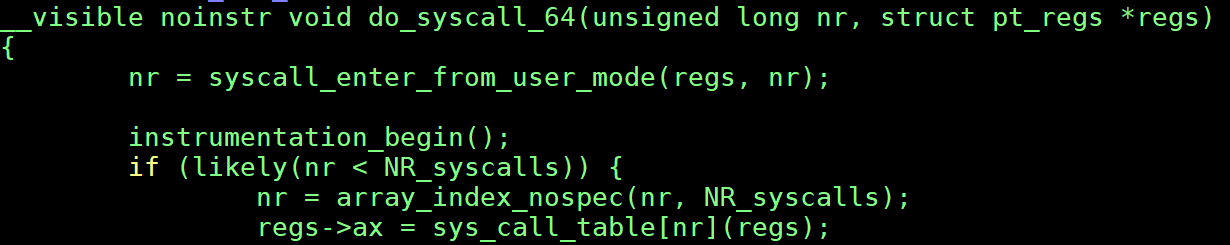 __visible noinstr void do_syscall_64(unsigned long nr, struct pt_regs *regs)
{
        nr = syscall_enter_from_user_mode(regs, nr);

        instrumentation_begin();
        if (likely(nr < NR_syscalls)) {
                nr = array_index_nospec(nr, NR_syscalls);
                regs->ax = sys_call_table[nr](regs);